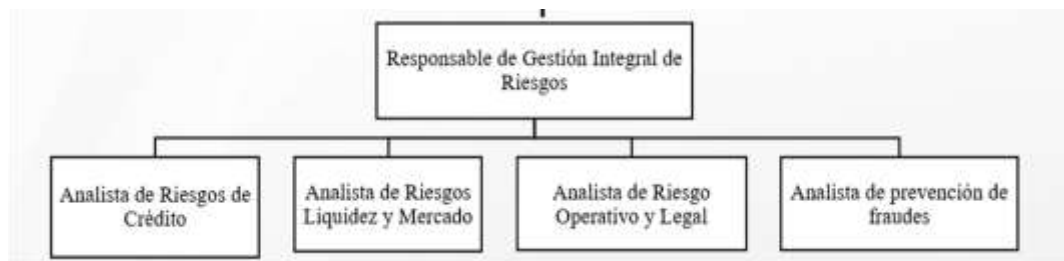 Responsable de Gestión Integral de
Riesgos
Analista de Riesgos de
Crédito
Analista de Riesgos
Liquidez y Mercado
Analista de Riesgo
Operativo y Legal
Analista de prevención de
fraudes